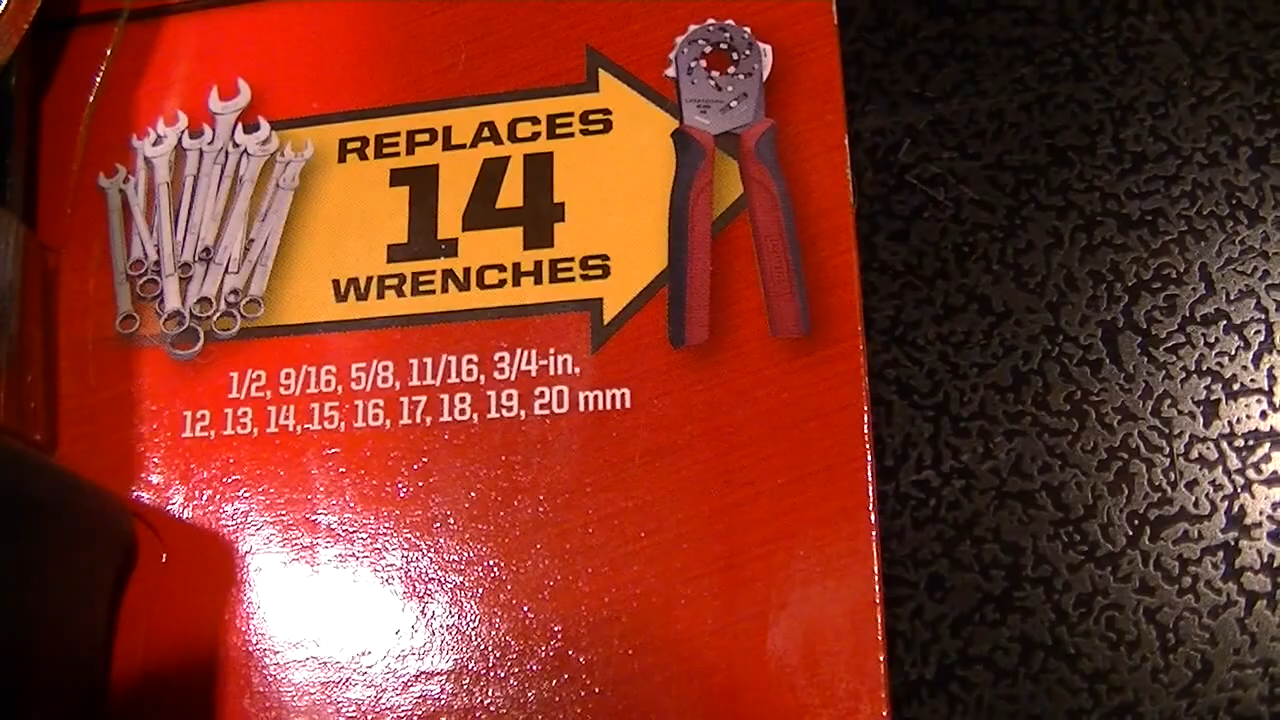 REPLACES
14
WRENCHES
1/2, 9/16, 5/8, 11/16, 3/4-in.
12, 13, 14, 15, 16, 17, 18, 19, 20 mm